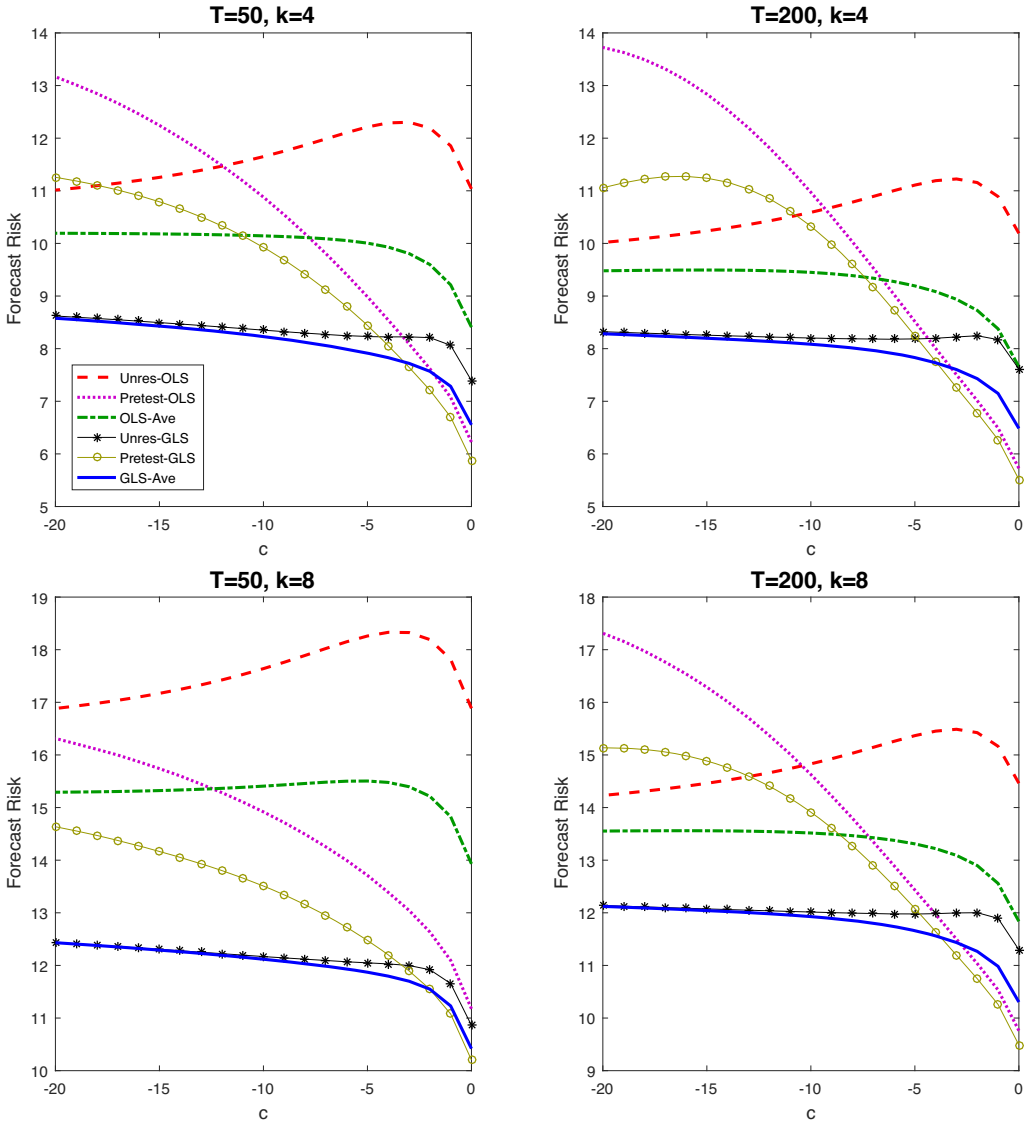 T=50, k=4
Forecast Risk
14
13
12
11
10
9
8
7
6
5
Unres-OLS
Pretest-OLS
OLS-Ave
Unres-GLS
Pretest-GLS
GLS-Ave
-20 -15 -10 -5 0
c
T=200, k=4
Forecast Risk
14
13
12
11
10
9
8
7
6
5
-20 -15 -10 -5 0
c
T=50, k=8
Forecast Risk
19
18
17
16
15
14
13
12
11
10
-20 -15 -10 -5 0
c
T=200, k=8
Forecast Risk
18
17
16
15
14
13
12
11
10
9
-20 -15 -10 -5 0
c